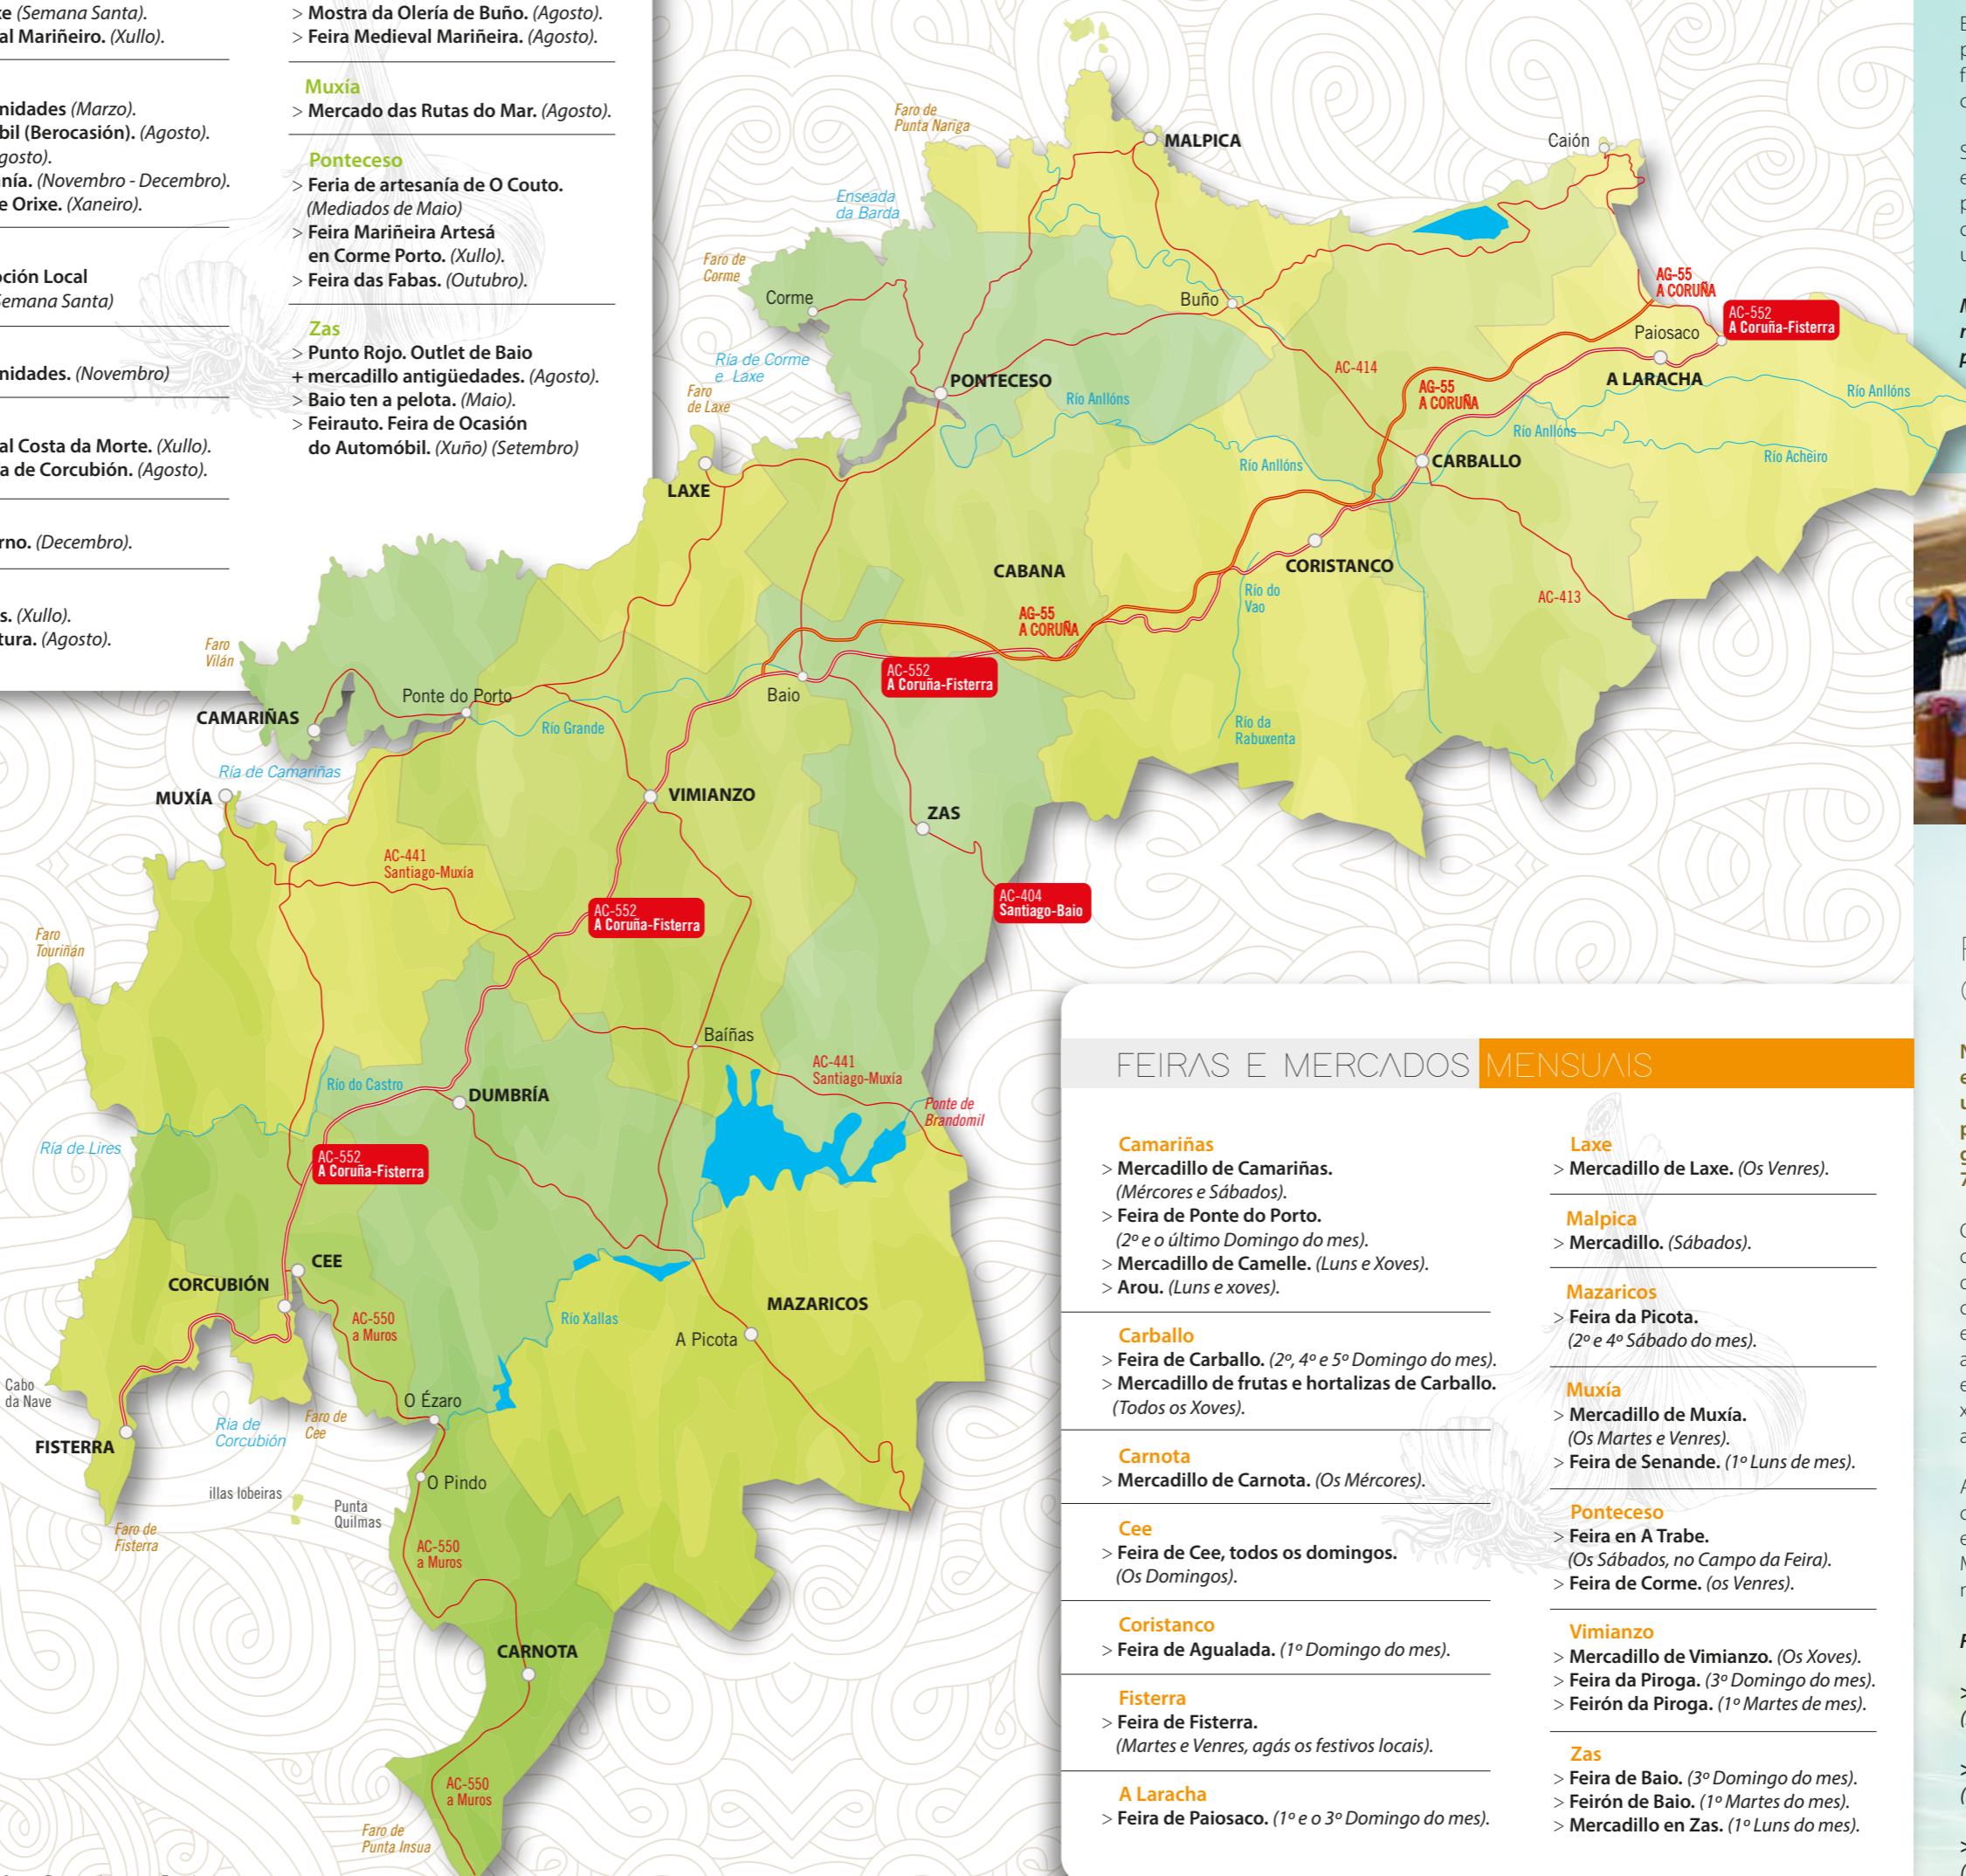 (Semana Santa).
Mariñeiro. (Xullo).
(Marzo).
(Berocasión). (Agosto).
(Novembro - Decembro).
e Orixe. (Xaneiro).
Local
(Novembro)
Costa da Morte. (Xullo).
de Corcubión. (Agosto).
(Decembro).
(Xullo).
(Agosto).
> Mostra da Olería de Buño. (Agosto).
> Feira Medieval Mariñeira. (Agosto).
Muxía
> Mercado das Rutas do Mar. (Agosto).
Ponteceso
> Feria de artesanía de O Couto.
(Mediados de Maio)
> Feira Mariñeira Artesá
en Corme Porto. (Xullo).
> Feira das Fabas. (Outubro).
Zas
> Punto Rojo. Outlet de Baio
+ mercadillo antigüedades. (Agosto).
> Baio ten a pelota. (Maio).
> Feirauto. Feira de Ocasión
do Automóbil. (Xuño) (Setembro)
Faro de
Punta Nariga
MALPICA
Caión
Enseada
da Barda
Faro de
Corme
Corme
Buño
AG-55
A CORUÑA
AC-552
A Coruña-Fisterra
Paiosaco
A LARACHA
Ría de Corme
e Laxe
Faro
de Laxe
PONTECESO
Río Anllóns
AC-414
AG-55
A CORUÑA
Río Anllóns
Río Anllóns
Río Acheiro
Río Anllóns
CARBALLO
LAXE
CABANA
CORISTANCO
Río do
Vao
AC-413
AG-55
A CORUÑA
Faro
Vilán
AC-552
A Coruña-Fisterra
Ponte do Porto
Baio
CAMARIÑAS
Río Grande
Río da
Rabuxenta
Ría de Camariñas
MUXÍA
VIMIANZO
ZAS
AC-441
Santiago-Muxía
AC-404
Santiago-Baio
AC-552
A Coruña-Fisterra
Faro
Touriñán
Baíñas
AC-441
Santiago-Muxía
Río do Castro
DUMBRÍA
Ponte de
Brandomil
Ría de Lires
AC-552
A Coruña-Fisterra
CEE
CORCUBIÓN
MAZARICOS
AC-550
a Muros
Río Xallas
A Picota
Cabo
da Nave
O Ézaro
Faro de
Cee
Ria de
Corcubión
FISTERRA
O Pindo
illas lobeiras
Punta
Quilmas
Faro de
Fisterra
AC-550
a Muros
CARNOTA
AC-550
a Muros
Faro de
Punta Insua
FEIRAS E MERCADOS MENSUAIS
Camariñas
> Mercadillo de Camariñas.
(Mércores e Sábados).
> Feira de Ponte do Porto.
(2º e o último Domingo do mes).
> Mercadillo de Camelle. (Luns e Xoves).
> Arou. (Luns e xoves).
Carballo
> Feira de Carballo. (2º, 4º e 5º Domingo do mes).
> Mercadillo de frutas e hortalizas de Carballo.
(Todos os Xoves).
Carnota
> Mercadillo de Carnota. (Os Mércores).
Cee
> Feira de Cee, todos os domingos.
(Os Domingos).
Coristanco
> Feira de Agualada. (1º Domingo do mes).
Fisterra
> Feira de Fisterra.
(Martes e Venres, agás os festivos locais).
A Laracha
> Feira de Paiosaco. (1º e o 3º Domingo do mes).
Laxe
> Mercadillo de Laxe. (Os Venres).
Malpica
> Mercadillo. (Sábados).
Mazaricos
> Feira da Picota.
(2º e 4º Sábado do mes).
Muxía
> Mercadillo de Muxía.
(Os Martes e Venres).
> Feira de Senande. (1º Luns de mes).
Ponteceso
> Feira en A Trabe.
(Os Sábados, no Campo da Feira).
> Feira de Corme. (os Venres).
Vimianzo
> Mercadillo de Vimianzo. (Os Xoves).
> Feira da Piroga. (3º Domingo do mes).
> Feirón da Piroga. (1º Martes de mes).
Zas
> Feira de Baio. (3º Domingo do mes).
> Feirón de Baio. (1º Martes do mes).
> Mercadillo en Zas. (1º Luns do mes).